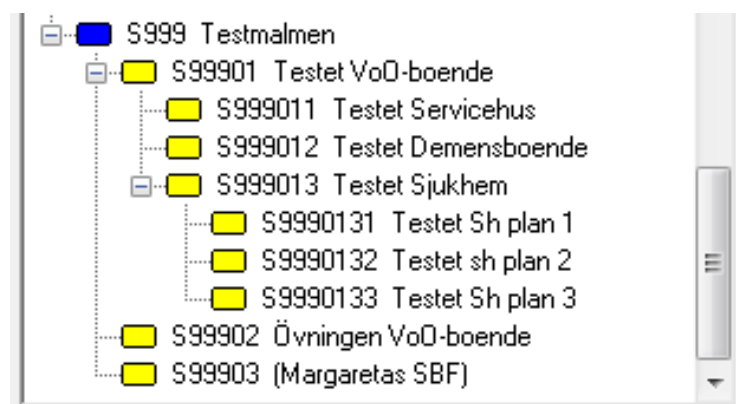 S999 Testmalmen
S99901 Testet VoO-boende
S999011 Testet Servicehus
S999012 Testet Demensboende
S999013 Testet Sjukhem
S9990131 Testet Sh plan 1
S9990132 Testet sh plan 2
S9990133 Testet Sh plan 3
S99902 Övningen VoO-boende
S99903 (Margaretas SBF)